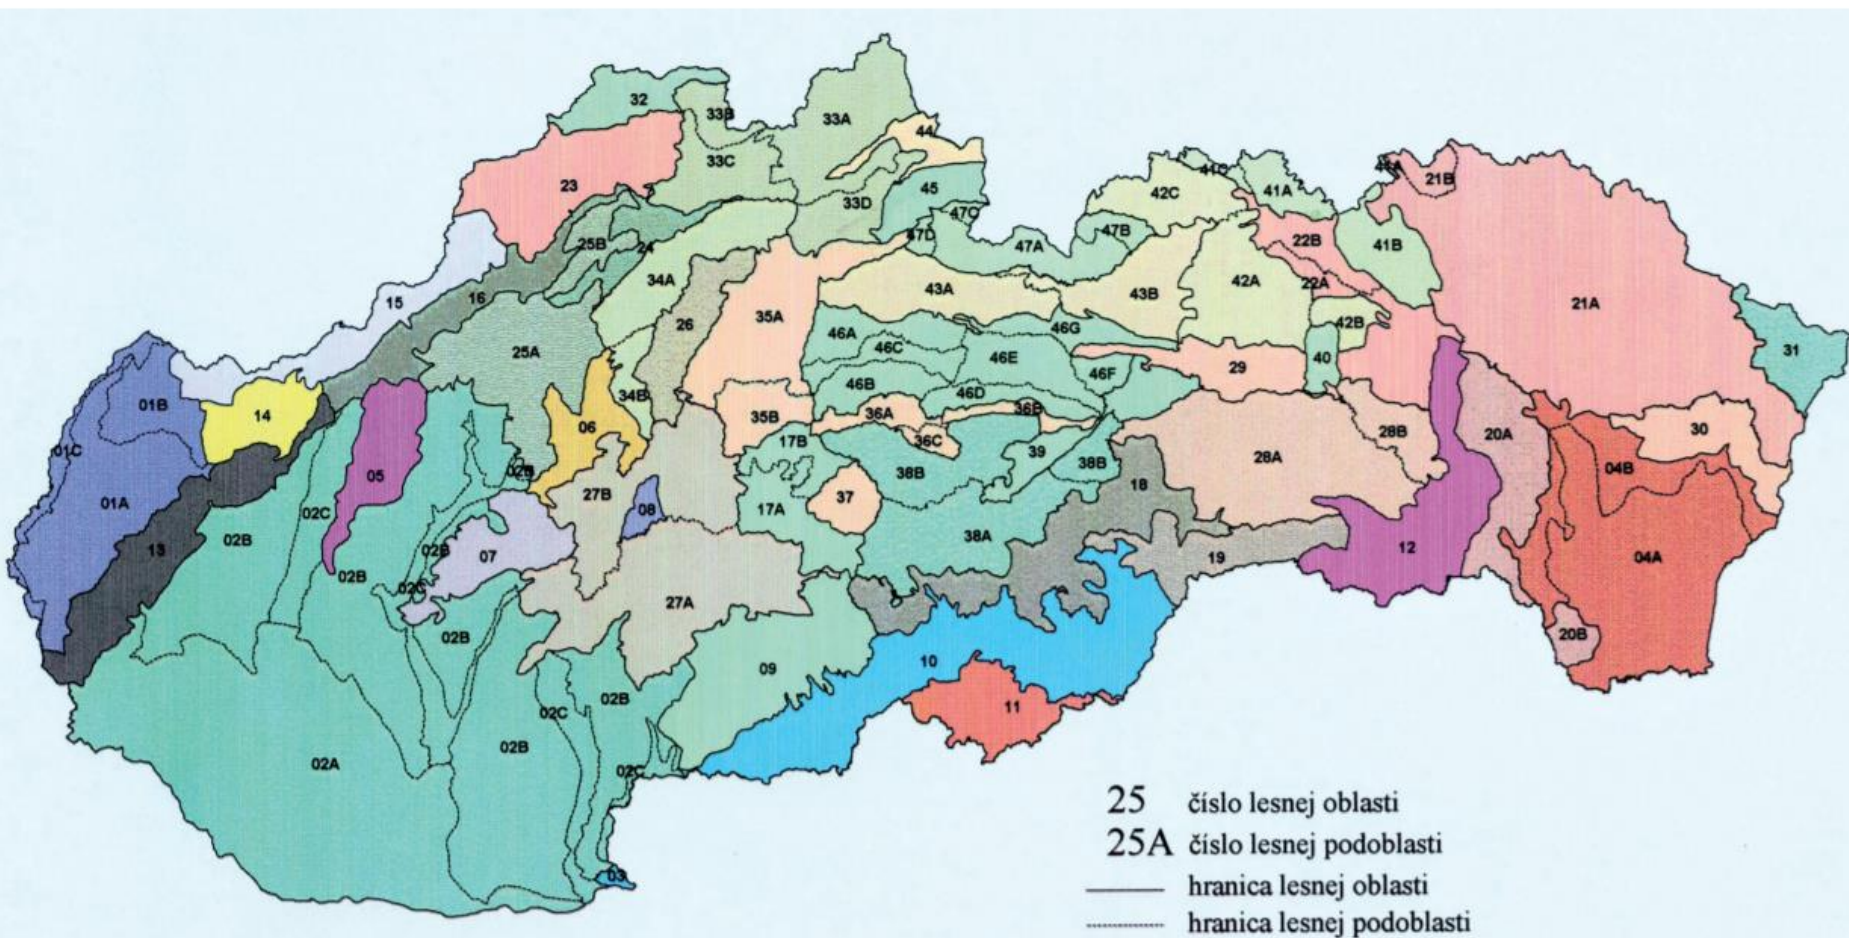 32
33B
33A
44
33C
23
45
42C
41C
41A
44A
21B
33D
47C
47D
47A
47B
22B
41B
25B
24
34A
43A
43B
42A
22A
21A
15
16
26
35A
42B
46A
46G
46C
46E
40
31
25A
46F
29
46B
46D
34B
01B
14
06
35B
36A
36B
36C
17B
28B
30
20A
01C
05
02B
39
38B
38B
28A
04B
01A
02C
27B
08
17A
37
18
13
02B
02B
07
38A
19
12
04A
02B
02C
27A
02B
20B
09
10
02B
02C
11
02B
02A
02C
03
25 číslo lesnej oblasti
25A číslo lesnej podoblasti
hranica lesnej oblasti
hranica lesnej podoblasti